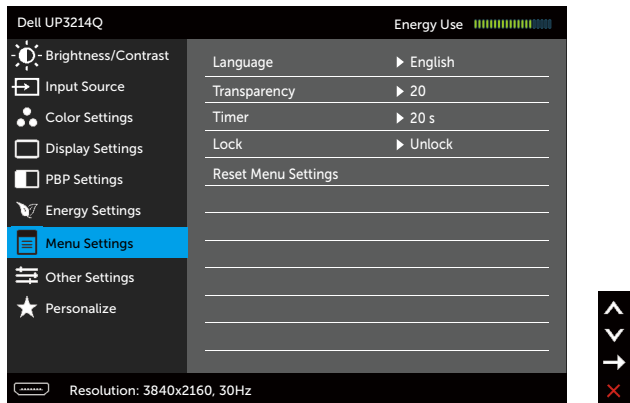 Dell UP3214Q
Energy Use
Brightness/Contrast
Input Source
Color Settings
Display Settings
PBP Settings
Energy Settings
Menu Settings
Other Settings
Personalize
Language English
Transparency 20
Timer 20 s
Lock Unlock
Reset Menu Settings
Resolution: 3840x2160, 30Hz